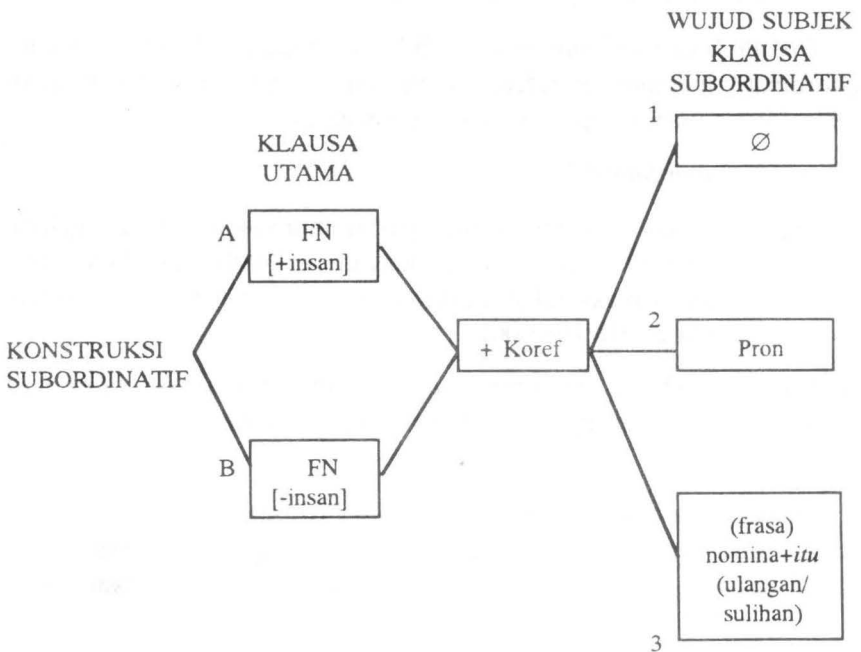 WUJUD SUBJEK
KLAUSA
SUBORDINATIF
1
Ø
KLAUSA
UTAMA
A
FN
[+insan]
2
KONSTRUKSI
SUBORDINATIF
+ Koref
Pron
B
FN
[-insan]
(frasa)
nomina+itu
(ulangan/
sulihan)
3